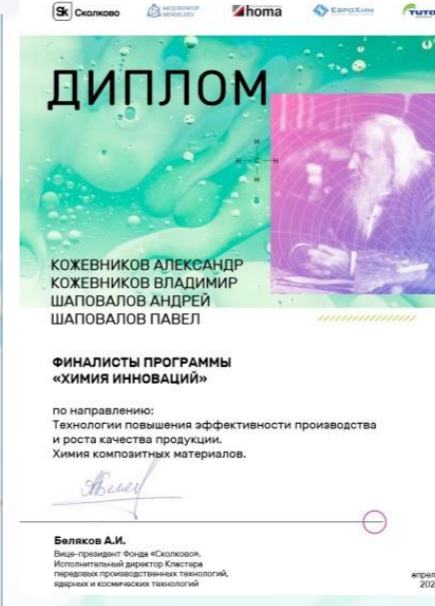 Sk Сколково АКСЕЛЕРАТОР MENDELEEV homa ЕВРОХИМ
ДИПЛОМ
H
H C H
H
КОЖЕВНИКОВ АЛЕКСАНДР
КОЖЕВНИКОВ ВЛАДИМИР
ШАПОВАЛОВ АНДРЕЙ
ШАПОВАЛОВ ПАВЕЛ
ФИНАЛИСТЫ ПРОГРАММЫ
«ХИМИЯ ИННОВАЦИЙ»
по направлению:
Технологии повышения эффективности производства
и роста качества продукции.
Химия композитных материалов.
Беляков А.И.
Вице-президент Фонда «Сколково»,
Исполнительный директор Кластера
передовых производственных технологий,
ядерных и космических технологий